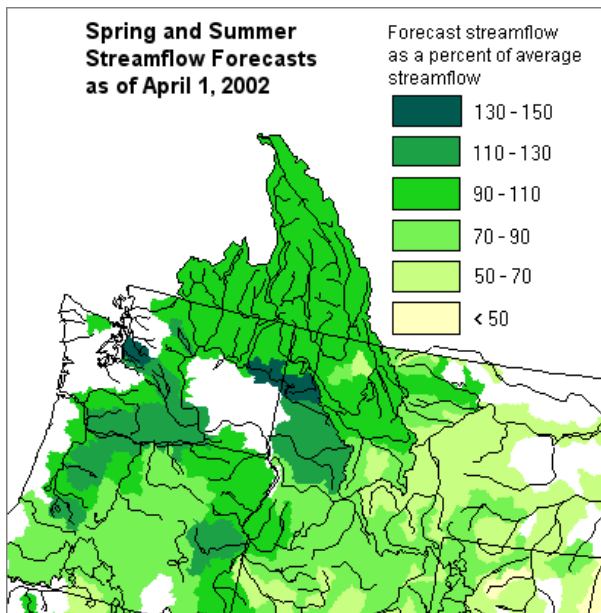 Spring and Summer
Streamflow Forecasts
as of April 1, 2002
Forecast streamflow
as a percent of average
streamflow
130 - 150
110 - 130
90 - 110
70 - 90
50 - 70
< 50